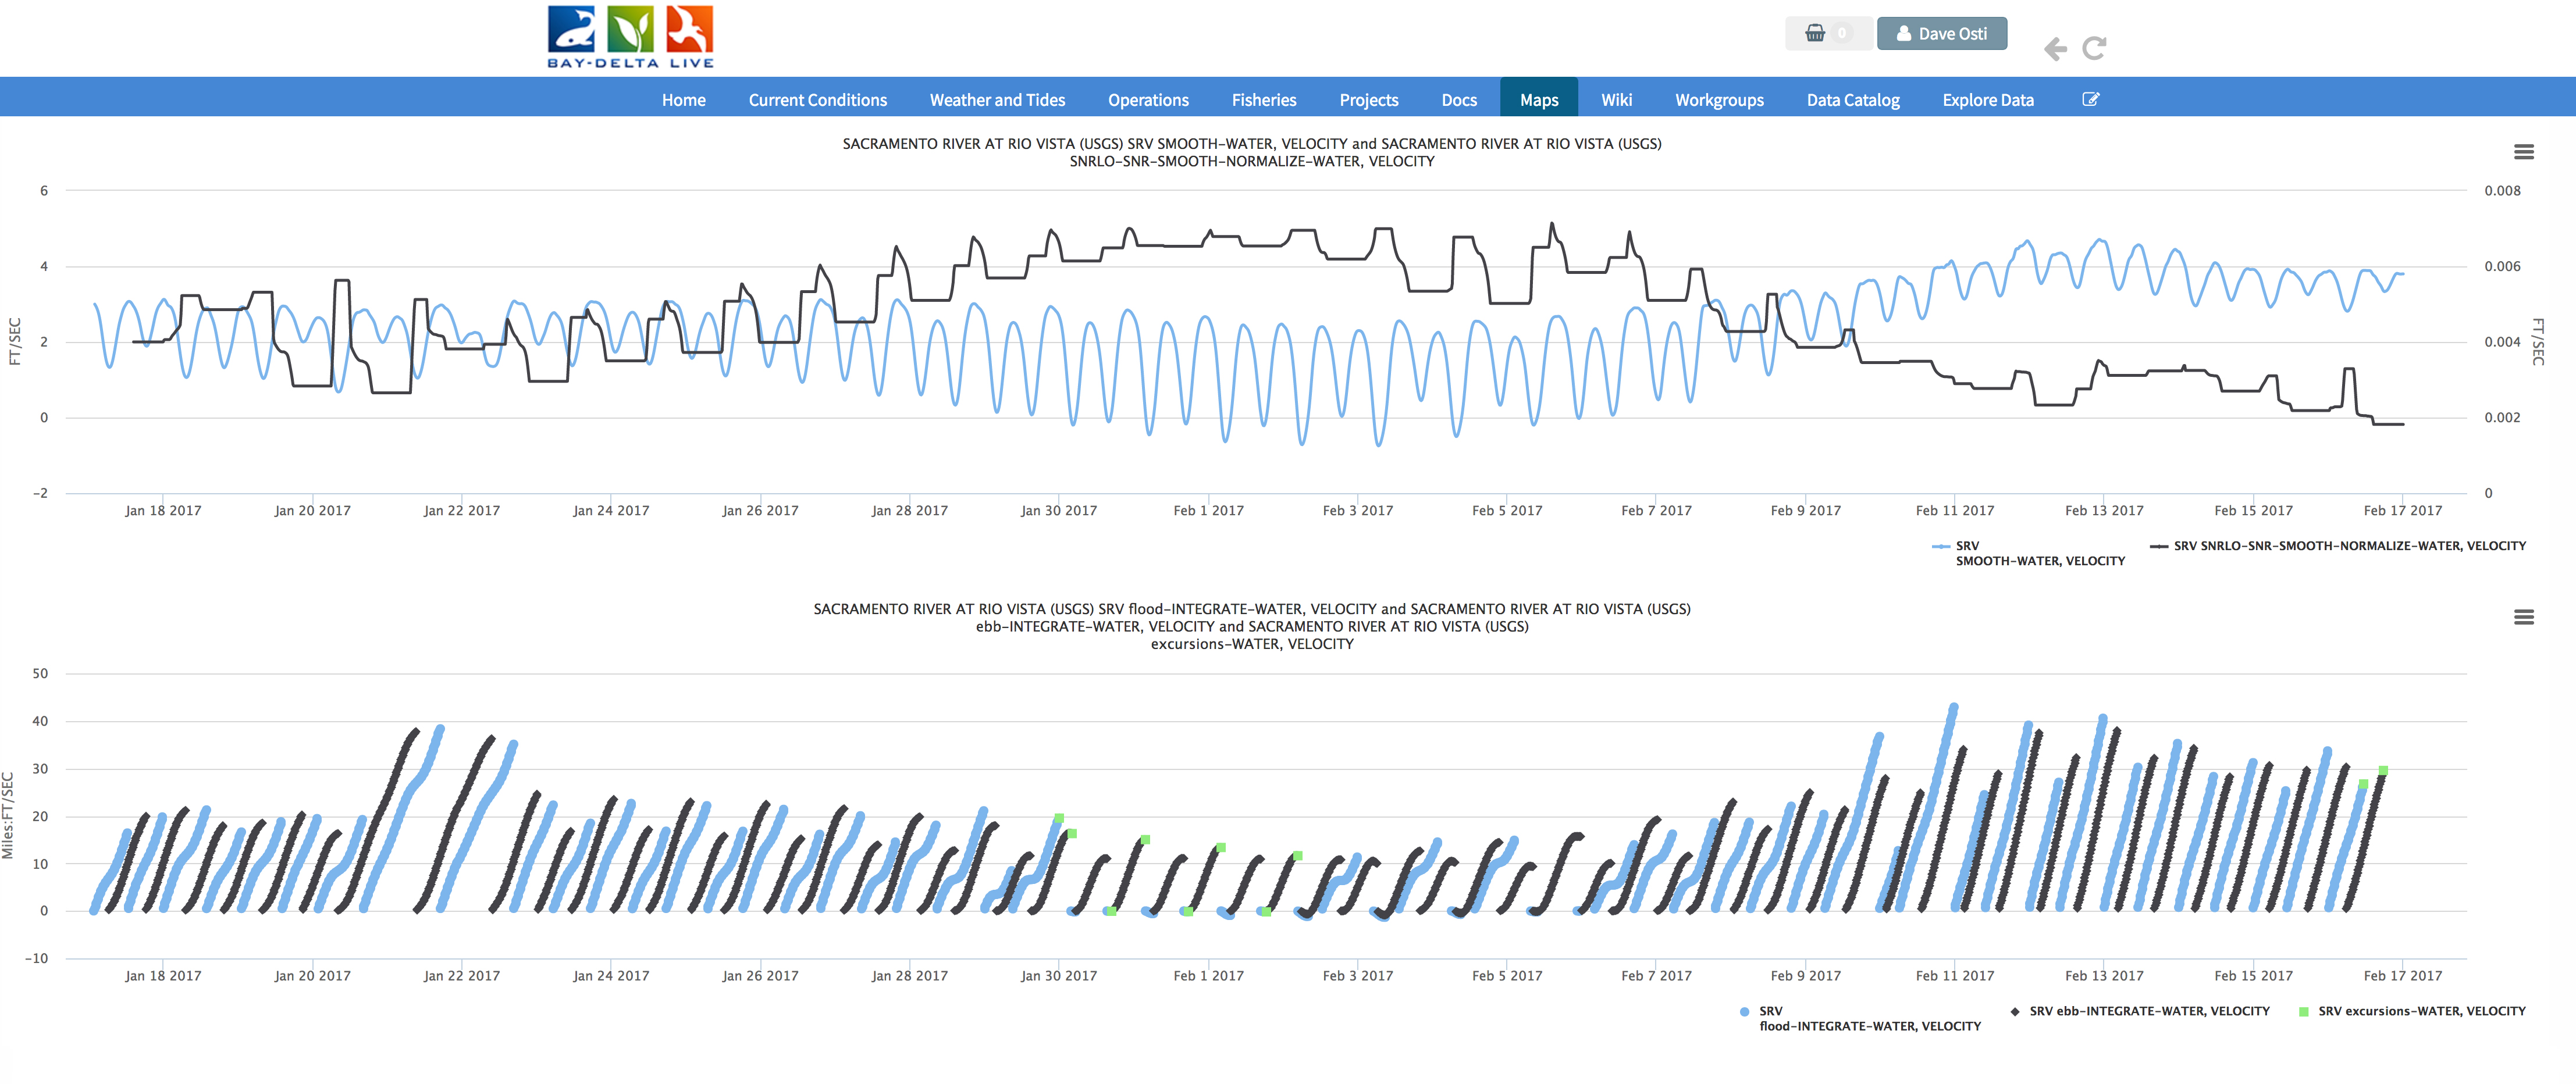 BAY-DELTA LIVE
0
Dave Osti
Home Current Conditions Weather and Tides Operations Fisheries Projects Docs Maps Wiki Workgroups Data Catalog Explore Data
SACRAMENTO RIVER AT RIO VISTA (USGS) SRV SMOOTH-WATER, VELOCITY and SACRAMENTO RIVER AT RIO VISTA (USGS)
SNRLO-SNR-SMOOTH-NORMALIZE-WATER, VELOCITY
6
4
2
0
-2
FT/SEC
0.008
0.006
0.004
0.002
0
FT/SEC
Jan 18 2017 Jan 20 2017 Jan 22 2017 Jan 24 2017 Jan 26 2017 Jan 28 2017 Jan 30 2017 Feb 1 2017 Feb 3 2017 Feb 5 2017 Feb 7 2017 Feb 9 2017 Feb 11 2017 Feb 13 2017 Feb 15 2017 Feb 17 2017
SRV
SMOOTH-WATER, VELOCITY
SRV SNRLO-SNR-SMOOTH-NORMALIZE-WATER, VELOCITY
SACRAMENTO RIVER AT RIO VISTA (USGS) SRV flood-INTEGRATE-WATER, VELOCITY and SACRAMENTO RIVER AT RIO VISTA (USGS)
ebb-INTEGRATE-WATER, VELOCITY and SACRAMENTO RIVER AT RIO VISTA (USGS)
excursions-WATER, VELOCITY
50
40
30
20
10
0
-10
Miles:FT/SEC
Jan 18 2017 Jan 20 2017 Jan 22 2017 Jan 24 2017 Jan 26 2017 Jan 28 2017 Jan 30 2017 Feb 1 2017 Feb 3 2017 Feb 5 2017 Feb 7 2017 Feb 9 2017 Feb 11 2017 Feb 13 2017 Feb 15 2017 Feb 17 2017
SRV
flood-INTEGRATE-WATER, VELOCITY
SRV ebb-INTEGRATE-WATER, VELOCITY
SRV excursions-WATER, VELOCITY